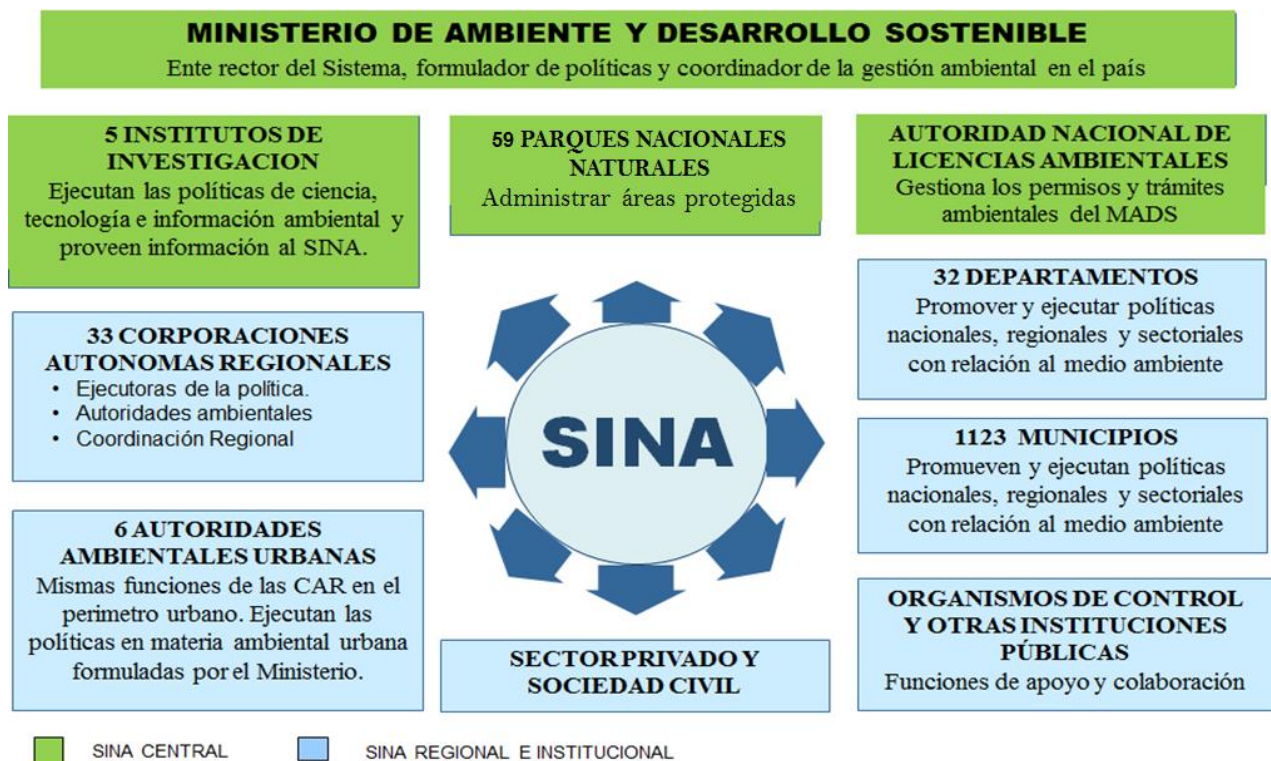 MINISTERIO DE AMBIENTE Y DESARROLLO SOSTENIBLE
Ente rector del Sistema, formulador de políticas y coordinador de la gestión ambiental en el país
5 INSTITUTOS DE
INVESTIGACION
Ejecutan las políticas de ciencia,
tecnología e información ambiental y
proveen información al SINA.
59 PARQUES NACIONALES
NATURALES
Administrar áreas protegidas
AUTORIDAD NACIONAL DE
LICENCIAS AMBIENTALES
Gestiona los permisos y trámites
ambientales del MADS
33 CORPORACIONES
AUTONOMAS REGIONALES
• Ejecutoras de la política.
• Autoridades ambientales
• Coordinación Regional
SINA
32 DEPARTAMENTOS
Promover y ejecutar políticas
nacionales, regionales y sectoriales
con relación al medio ambiente
1123 MUNICIPIOS
Promueven y ejecutan políticas
nacionales, regionales y sectoriales
con relación al medio ambiente
6 AUTORIDADES
AMBIENTALES URBANAS
Mismas funciones de las CAR en el
perimetro urbano. Ejecutan las
políticas en materia ambiental urbana
formuladas por el Ministerio.
SECTOR PRIVADO Y
SOCIEDAD CIVIL
ORGANISMOS DE CONTROL
Y OTRAS INSTITUCIONES
PÚBLICAS
Funciones de apoyo y colaboración
SINA CENTRAL
SINA REGIONAL E INSTITUCIONAL